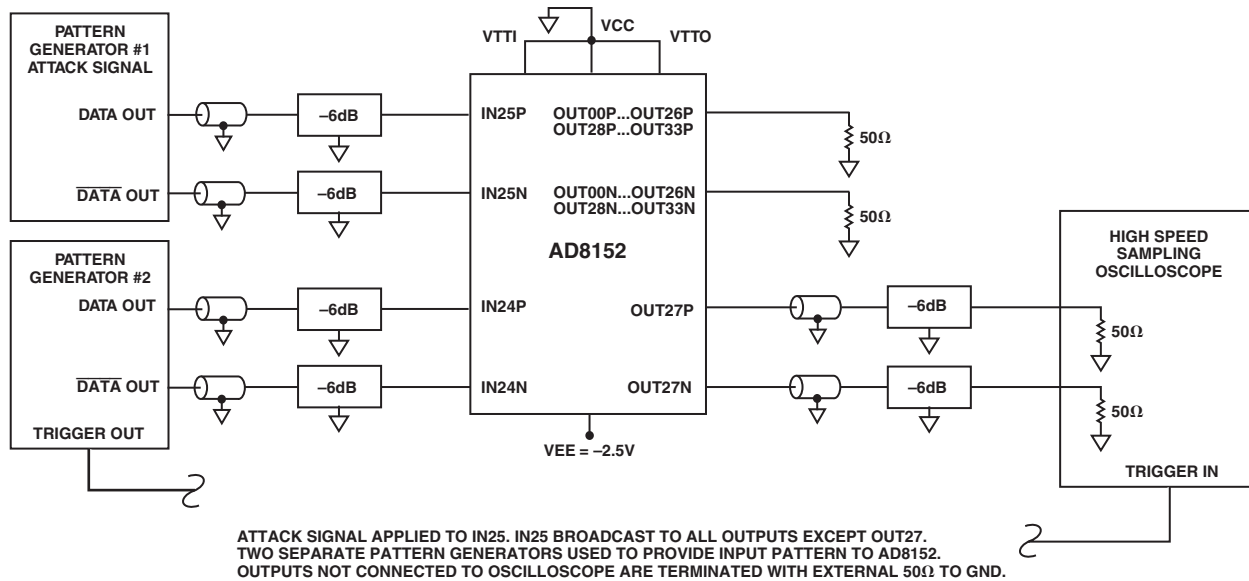 PATTERN
GENERATOR #1
ATTACK SIGNAL
DATA OUT
DATA OUT
–6dB
–6dB
PATTERN
GENERATOR #2
DATA OUT
DATA OUT
TRIGGER OUT
–6dB
–6dB
VTTI
VCC
VTTO
IN25P
IN25N
IN24P
IN24N
OUT00P...OUT26P
OUT28P...OUT33P
OUT00N...OUT26N
OUT28N...OUT33N
AD8152
OUT27P
OUT27N
VEE = –2.5V
50Ω
50Ω
–6dB
–6dB
HIGH SPEED
SAMPLING
OSCILLOSCOPE
50Ω
50Ω
TRIGGER IN
ATTACK SIGNAL APPLIED TO IN25. IN25 BROADCAST TO ALL OUTPUTS EXCEPT OUT27.
TWO SEPARATE PATTERN GENERATORS USED TO PROVIDE INPUT PATTERN TO AD8152.
OUTPUTS NOT CONNECTED TO OSCILLOSCOPE ARE TERMINATED WITH EXTERNAL 50Ω TO GND.